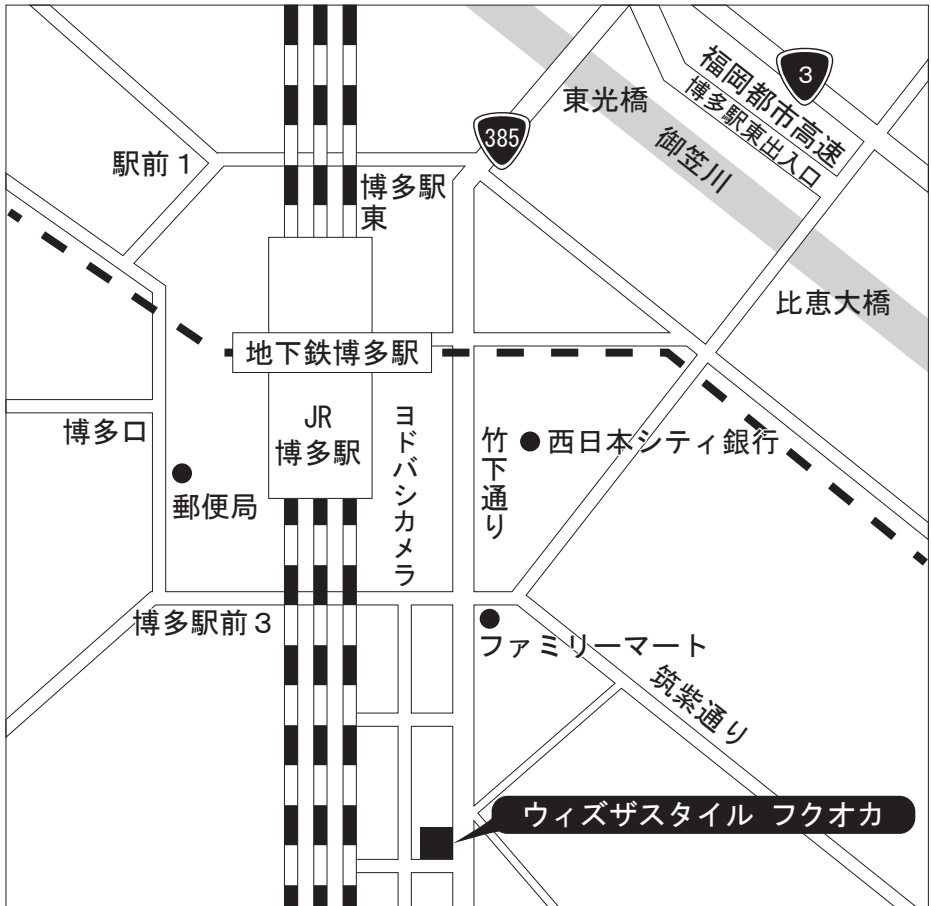 3
福岡都市高速
博多駅東出入口
東光橋
385
御笠川
駅前1
博多駅
東
比恵大橋
地下鉄博多駅
JR
博多駅
ヨドバシカメラ
竹下通り
西日本シティ銀行
博多口
郵便局
博多駅前3
ファミリーマート
筑紫通り
ウィズザスタイル フクオカ